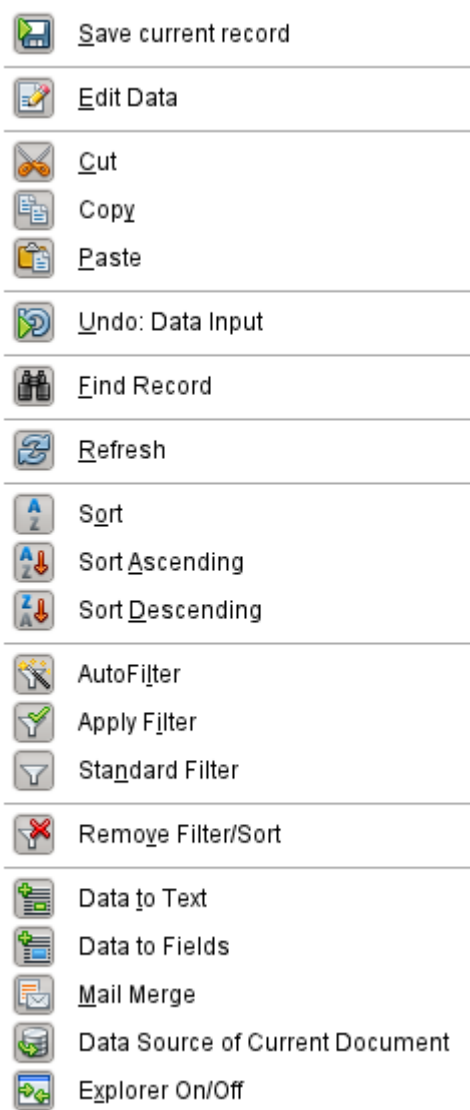 Save current record
Edit Data
Cut
Copy
Paste
Undo: Data Input
Find Record
Refresh
Sort
Sort Ascending
Sort Descending
AutoFilter
Apply Filter
Standard Filter
Remove Filter/Sort
Data to Text
Data to Fields
Mail Merge
Data Source of Current Document
Explorer On/Off